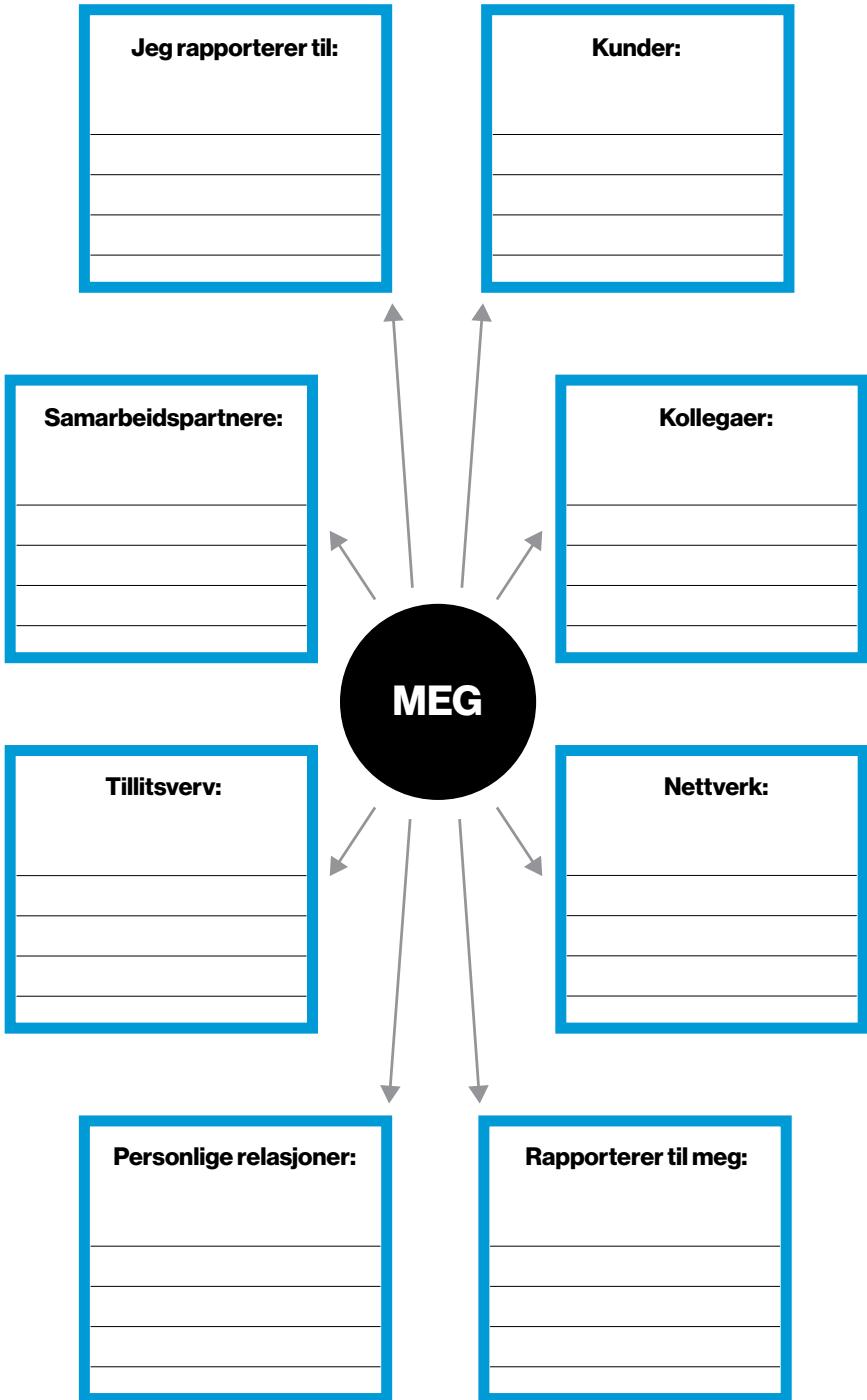 Jeg rapporterer til:
Kunder:
Samarbeidspartnere:
Kollegaer:
MEG
Tillitsverv:
Nettverk:
Personlige relasjoner:
Rapporterer til meg: